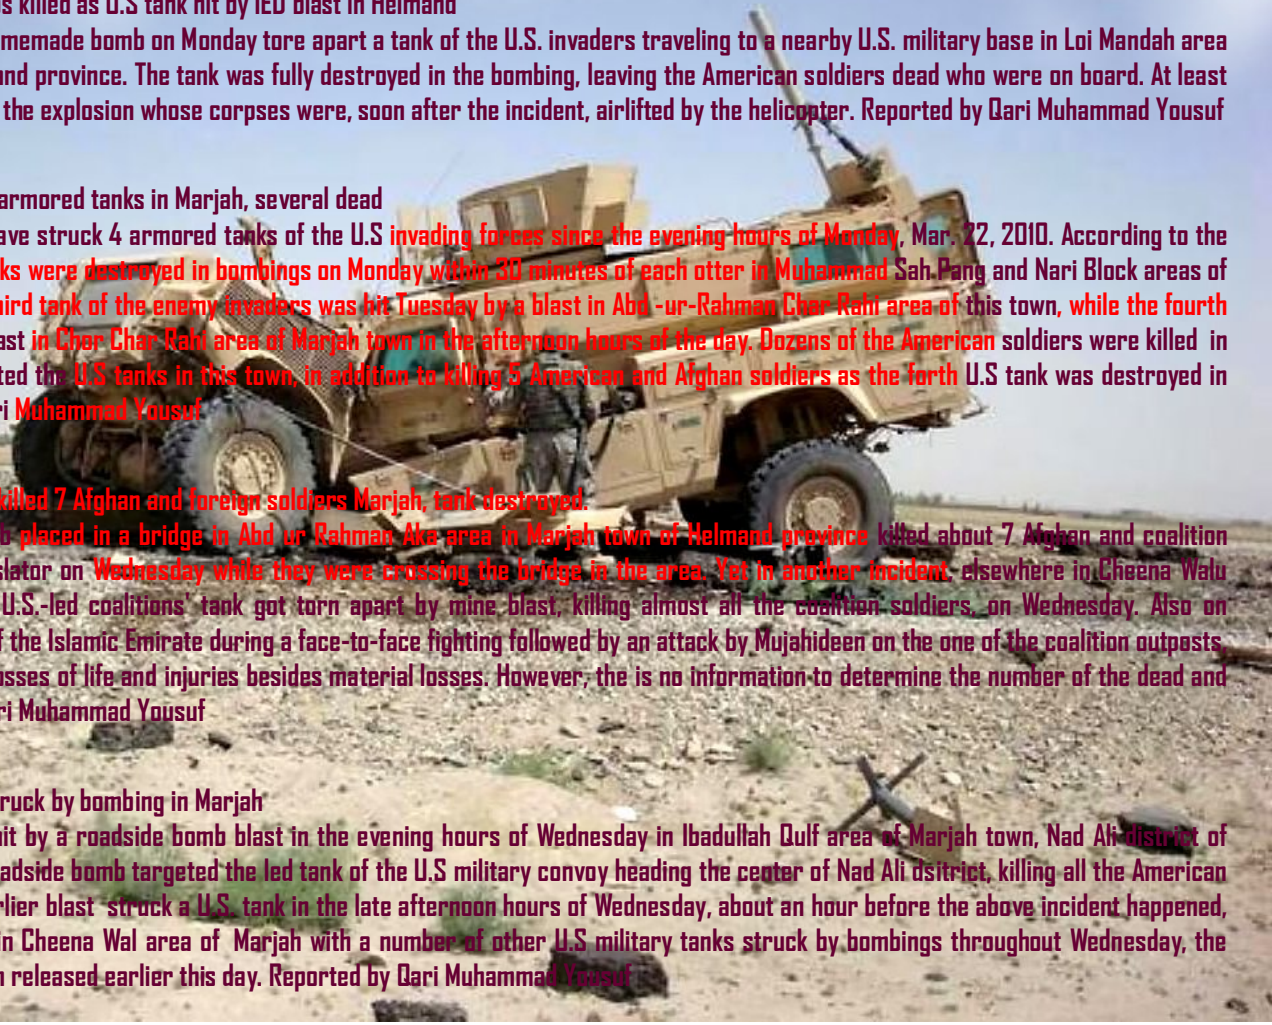 s killed as U.S tank hit by IED blast in Helmand
memade bomb on Monday tore apart a tank of the U.S. invaders traveling to a nearby U.S. military base in Loi Mandah area
nd province. The tank was fully destroyed in the bombing, leaving the American soldiers dead who were on board. At least
the explosion whose corpses were, soon after the incident, airlifted by the helicopter. Reported by Qari Muhammad Yousuf
armored tanks in Marjah, several dead
ave struck 4 armored tanks of the U.S invading forces since the evening hours of Monday, Mar. 22, 2010. According to the
ks were destroyed in bombings on Monday within 30 minutes of each otter in Muhammad Sah Pang and Nari Block areas of
hird tank of the enemy invaders was hit Tuesday by a blast in Abd -ur-Rahman Char Rahi area of this town, while the fourth
ast in Cher Char Rahi area of Marjah town in the afternoon hours of the day. Dozens of the American soldiers were killed in
ted the U.S tanks in this town, in addition to killing 5 American and Afghan soldiers as the forth U.S tank was destroyed in
ri Muhammad Yousuf
killed 7 Afghan and foreign soldiers Marjah, tank destroyed.
b placed in a bridge in Abd ur Rahman Aka area in Marjah town of Helmand province killed about 7 Afghan and coalition
slator on Wednesday while they were crossing the bridge in the area. Yet in another incident, elsewhere in Cheena Walu
U.S.-led coalitions' tank got torn apart by mine blast, killing almost all the coalition soldiers, on Wednesday. Also on
f the Islamic Emirate during a face-to-face fighting followed by an attack by Mujahideen on the one of the coalition outposts,
osses of life and injuries besides material losses. However, the is no information to determine the number of the dead and
ri Muhammad Yousuf
ruck by bombing in Marjah
hit by a roadside bomb blast in the evening hours of Wednesday in Ibadullah Qulf area of Marjah town, Nad Ali district of
adside bomb targeted the led tank of the U.S military convoy heading the center of Nad Ali dsitrict, killing all the American
rlier blast struck a U.S. tank in the late afternoon hours of Wednesday, about an hour before the above incident happened,
in Cheena Wal area of Marjah with a number of other U.S military tanks struck by bombings throughout Wednesday, the
n released earlier this day. Reported by Qari Muhammad Yousuf